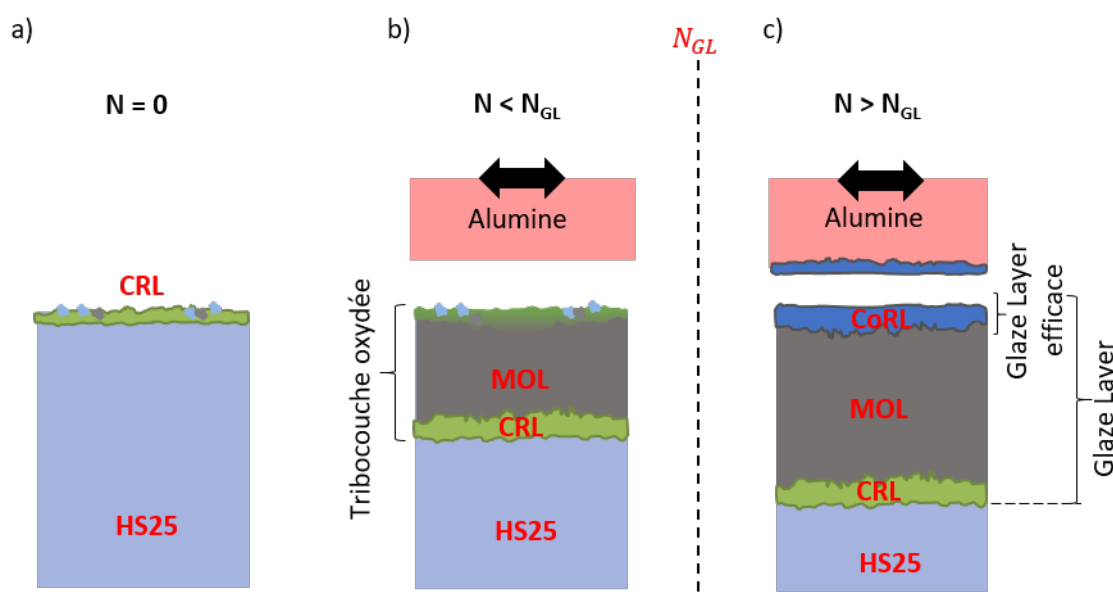 a)
N = 0
CRL
HS25
b)
N < N_GL
Alumine
Tribocouche oxydée
MOL
CRL
HS25
N_GL
c)
N > N_GL
Alumine
CoRL
MOL
CRL
HS25
Glaze Layer
efficace
Glaze Layer